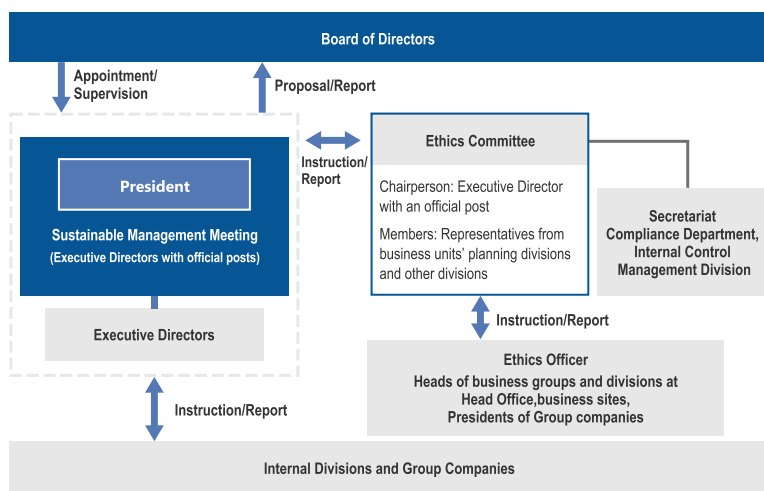 Board of Directors
Appointment/
Supervision
Proposal/Report
President
Sustainable Management Meeting
(Executive Directors with official posts)
Executive Directors
Instruction/
Report
Ethics Committee
Chairperson: Executive Director
with an official post
Members: Representatives from
business units’ planning divisions
and other divisions
Secretariat
Compliance Department,
Internal Control
Management Division
Instruction/Report
Ethics Officer
Heads of business groups and divisions at
Head Office,business sites,
Presidents of Group companies
Instruction/Report
Internal Divisions and Group Companies